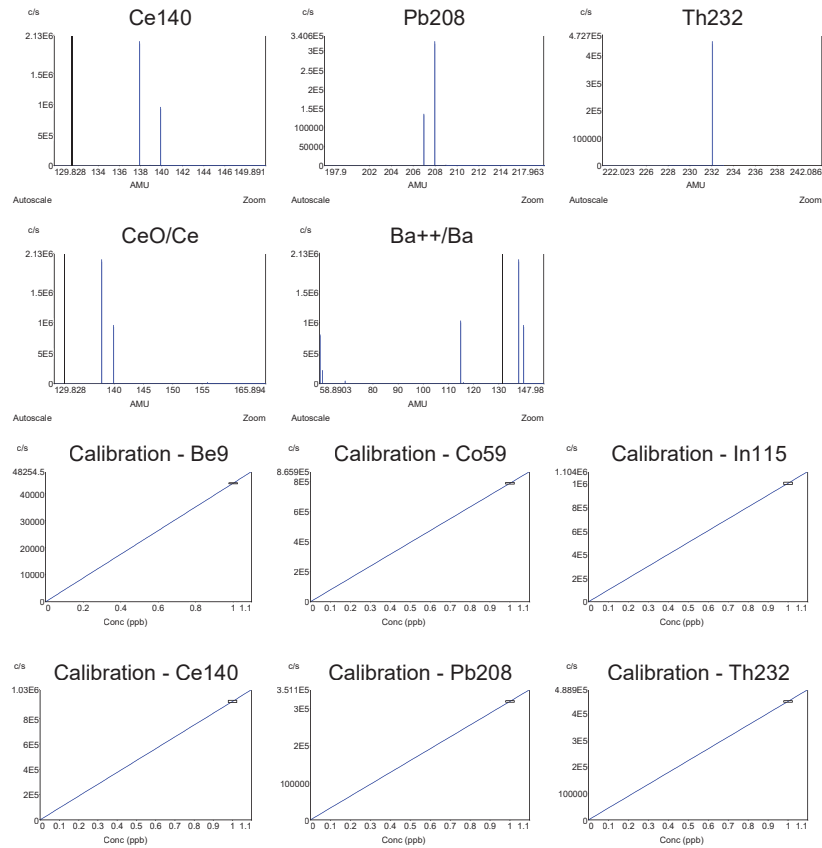 c/s
Ce140
2.13E6
1.5E6
1E6
5E5
0
129.828 134 136 138 140 142 144 146 149.891
AMU
Autoscale Zoom
c/s
Pb208
3.406E5
3E5
2.5E5
2E5
1.5E5
100000
50000
0
197.9 202 204 206 208 210 212 214 217.963
AMU
Autoscale Zoom
c/s
Th232
4.727E5
4E5
3E5
2E5
100000
0
222.023 226 228 230 232 234 236 238 242.086
AMU
Autoscale Zoom
c/s
CeO/Ce
2.13E6
1.5E6
1E6
5E5
0
129.828 140 145 150 155 165.894
AMU
Autoscale Zoom
c/s
Ba++/Ba
2.13E6
1.5E6
1E6
5E5
0
58.8903 80 90 100 110 120 130 147.98
AMU
Autoscale Zoom
c/s
Calibration - Be9
48254.5
40000
30000
20000
10000
0
0 0.2 0.6 0.8 1 1.1
Conc (ppb)
c/s
Calibration - Co59
8.659E5
8E5
6E5
4E5
2E5
0
0 0.1 0.2 0.3 0.4 0.5 0.6 0.7 0.8 0.9 1 1.1
Conc (ppb)
c/s
Calibration - In115
1.104E6
1E6
8E5
6E5
4E5
2E5
0
0 0.1 0.2 0.3 0.4 0.5 0.6 0.7 0.8 0.9 1 1.1
Conc (ppb)
c/s
Calibration - Ce140
1.03E6
8E5
6E5
4E5
2E5
0
0 0.1 0.2 0.3 0.4 0.5 0.6 0.7 0.8 0.9 1 1.1
Conc (ppb)
c/s
Calibration - Pb208
3.511E5
3E5
2E5
100000
0
0 0.1 0.2 0.3 0.4 0.5 0.6 0.7 0.8 0.9 1 1.1
Conc (ppb)
c/s
Calibration - Th232
4.889E5
4E5
3E5
2E5
100000
0
0 0.1 0.2 0.3 0.4 0.5 0.6 0.7 0.8 0.9 1 1.1
Conc (ppb)